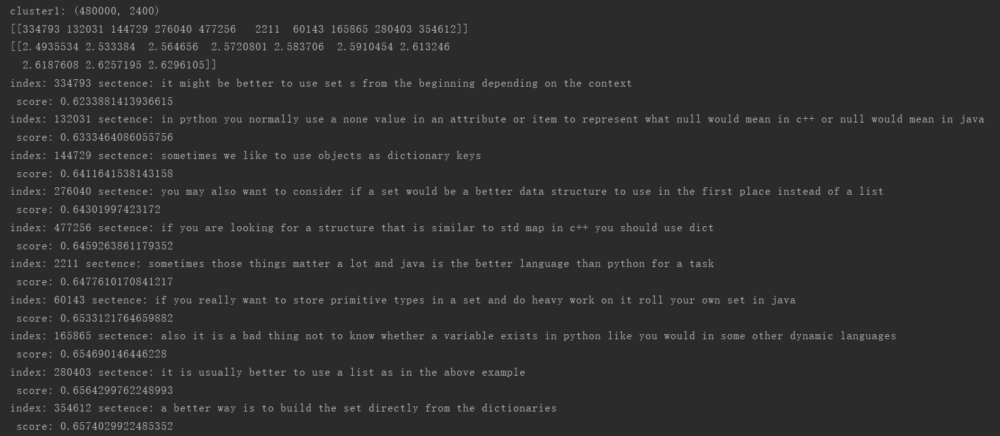 cluster1: (480000, 2400)
[[334793 132031 144729 276040 477256   2211  60143 165865 280403 354612]]
[[2.4935534 2.533384  2.564656  2.5720801 2.583706  2.5910454 2.613246
  2.6187608 2.6257195 2.6296105]]
index: 334793 sectence: it might be better to use set s from the beginning depending on the context
 score: 0.6233881413936615
index: 132031 sectence: in python you normally use a none value in an attribute or item to represent what null would mean in c++ or null would mean in java
 score: 0.6333464086055756
index: 144729 sectence: sometimes we like to use objects as dictionary keys
 score: 0.6411641538143158
index: 276040 sectence: you may also want to consider if a set would be a better data structure to use in the first place instead of a list
 score: 0.64301997423172
index: 477256 sectence: if you are looking for a structure that is similar to std map in c++ you should use dict
 score: 0.6459263861179352
index: 2211 sectence: sometimes those things matter a lot and java is the better language than python for a task
 score: 0.6477610170841217
index: 60143 sectence: if you really want to store primitive types in a set and do heavy work on it roll your own set in java
 score: 0.6533121764659882
index: 165865 sectence: also it is a bad thing not to know whether a variable exists in python like you would in some other dynamic languages
 score: 0.654690146446228
index: 280403 sectence: it is usually better to use a list as in the above example
 score: 0.6564299762248993
index: 354612 sectence: a better way is to build the set directly from the dictionaries
 score: 0.6574029922485352